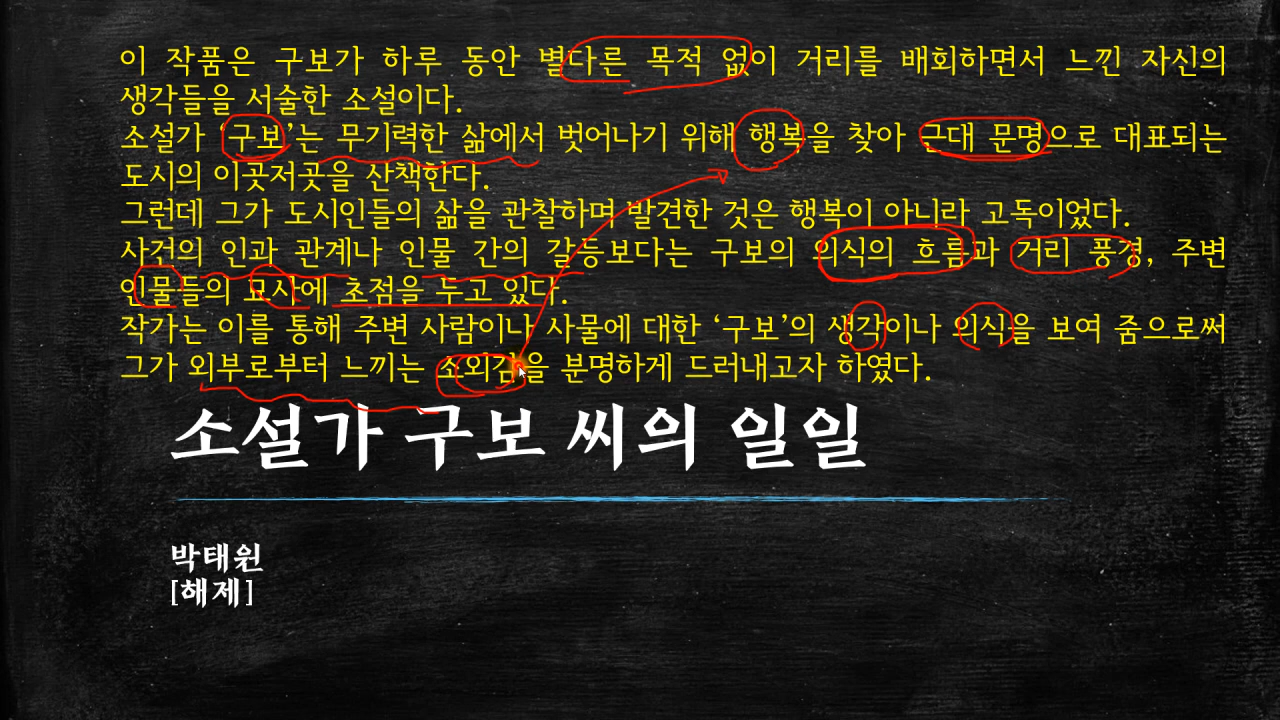 이 작품은 구보가 하루 동안 별다른 목적 없이 거리를 배회하면서 느낀 자신의
생각들을 서술한 소설이다.
소설가 ‘구보’는 무기력한 삶에서 벗어나기 위해 행복을 찾아 근대 문명으로 대표되는
도시의 이곳저곳을 산책한다.
그런데 그가 도시인들의 삶을 관찰하며 발견한 것은 행복이 아니라 고독이었다.
사건의 인과 관계나 인물 간의 갈등보다는 구보의 의식의 흐름과 거리 풍경, 주변
인물들의 묘사에 초점을 두고 있다.
작가는 이를 통해 주변 사람이나 사물에 대한 ‘구보’의 생각이나 의식을 보여 줌으로써
그가 외부로부터 느끼는 소외감을 분명하게 드러내고자 하였다.
소설가 구보 씨의 일일
박태원
[해제]